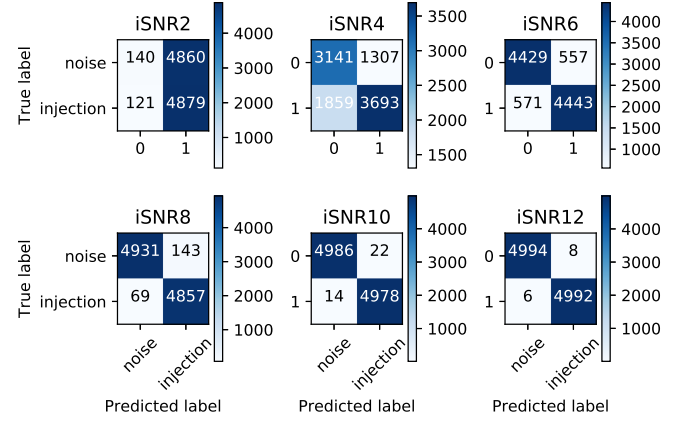 iSNR2 iSNR4 iSNR6
True label
noise 140 4860
injection 121 4879
0 1
4000
3000
2000
1000
0 3141 1307
1 1859 3693
0 1
3500
3000
2500
2000
1500
0 4429 557
1 571 4443
0 1
4000
3500
3000
2500
2000
1500
1000
iSNR8 iSNR10 iSNR12
True label
noise 4931 143
injection 69 4857
noise injection
Predicted label
4000
3000
2000
1000
0 4986 22
1 14 4978
noise injection
Predicted label
4000
3000
2000
1000
0 4994 8
1 6 4992
noise injection
Predicted label
4000
3000
2000
1000